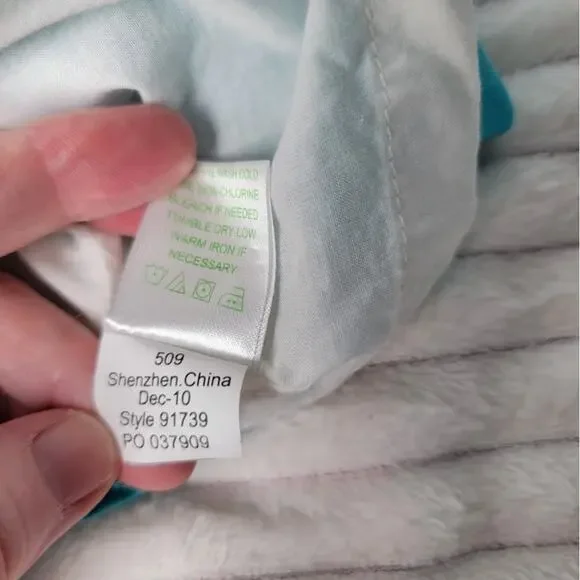 WASH COLD
NON-CHLORINE
BLEACH IF NEEDED
TUMBLE DRY LOW
WARM IRON IF
NECESSARY
509
Shenzhen.China
Dec-10
Style 91739
PO 037909